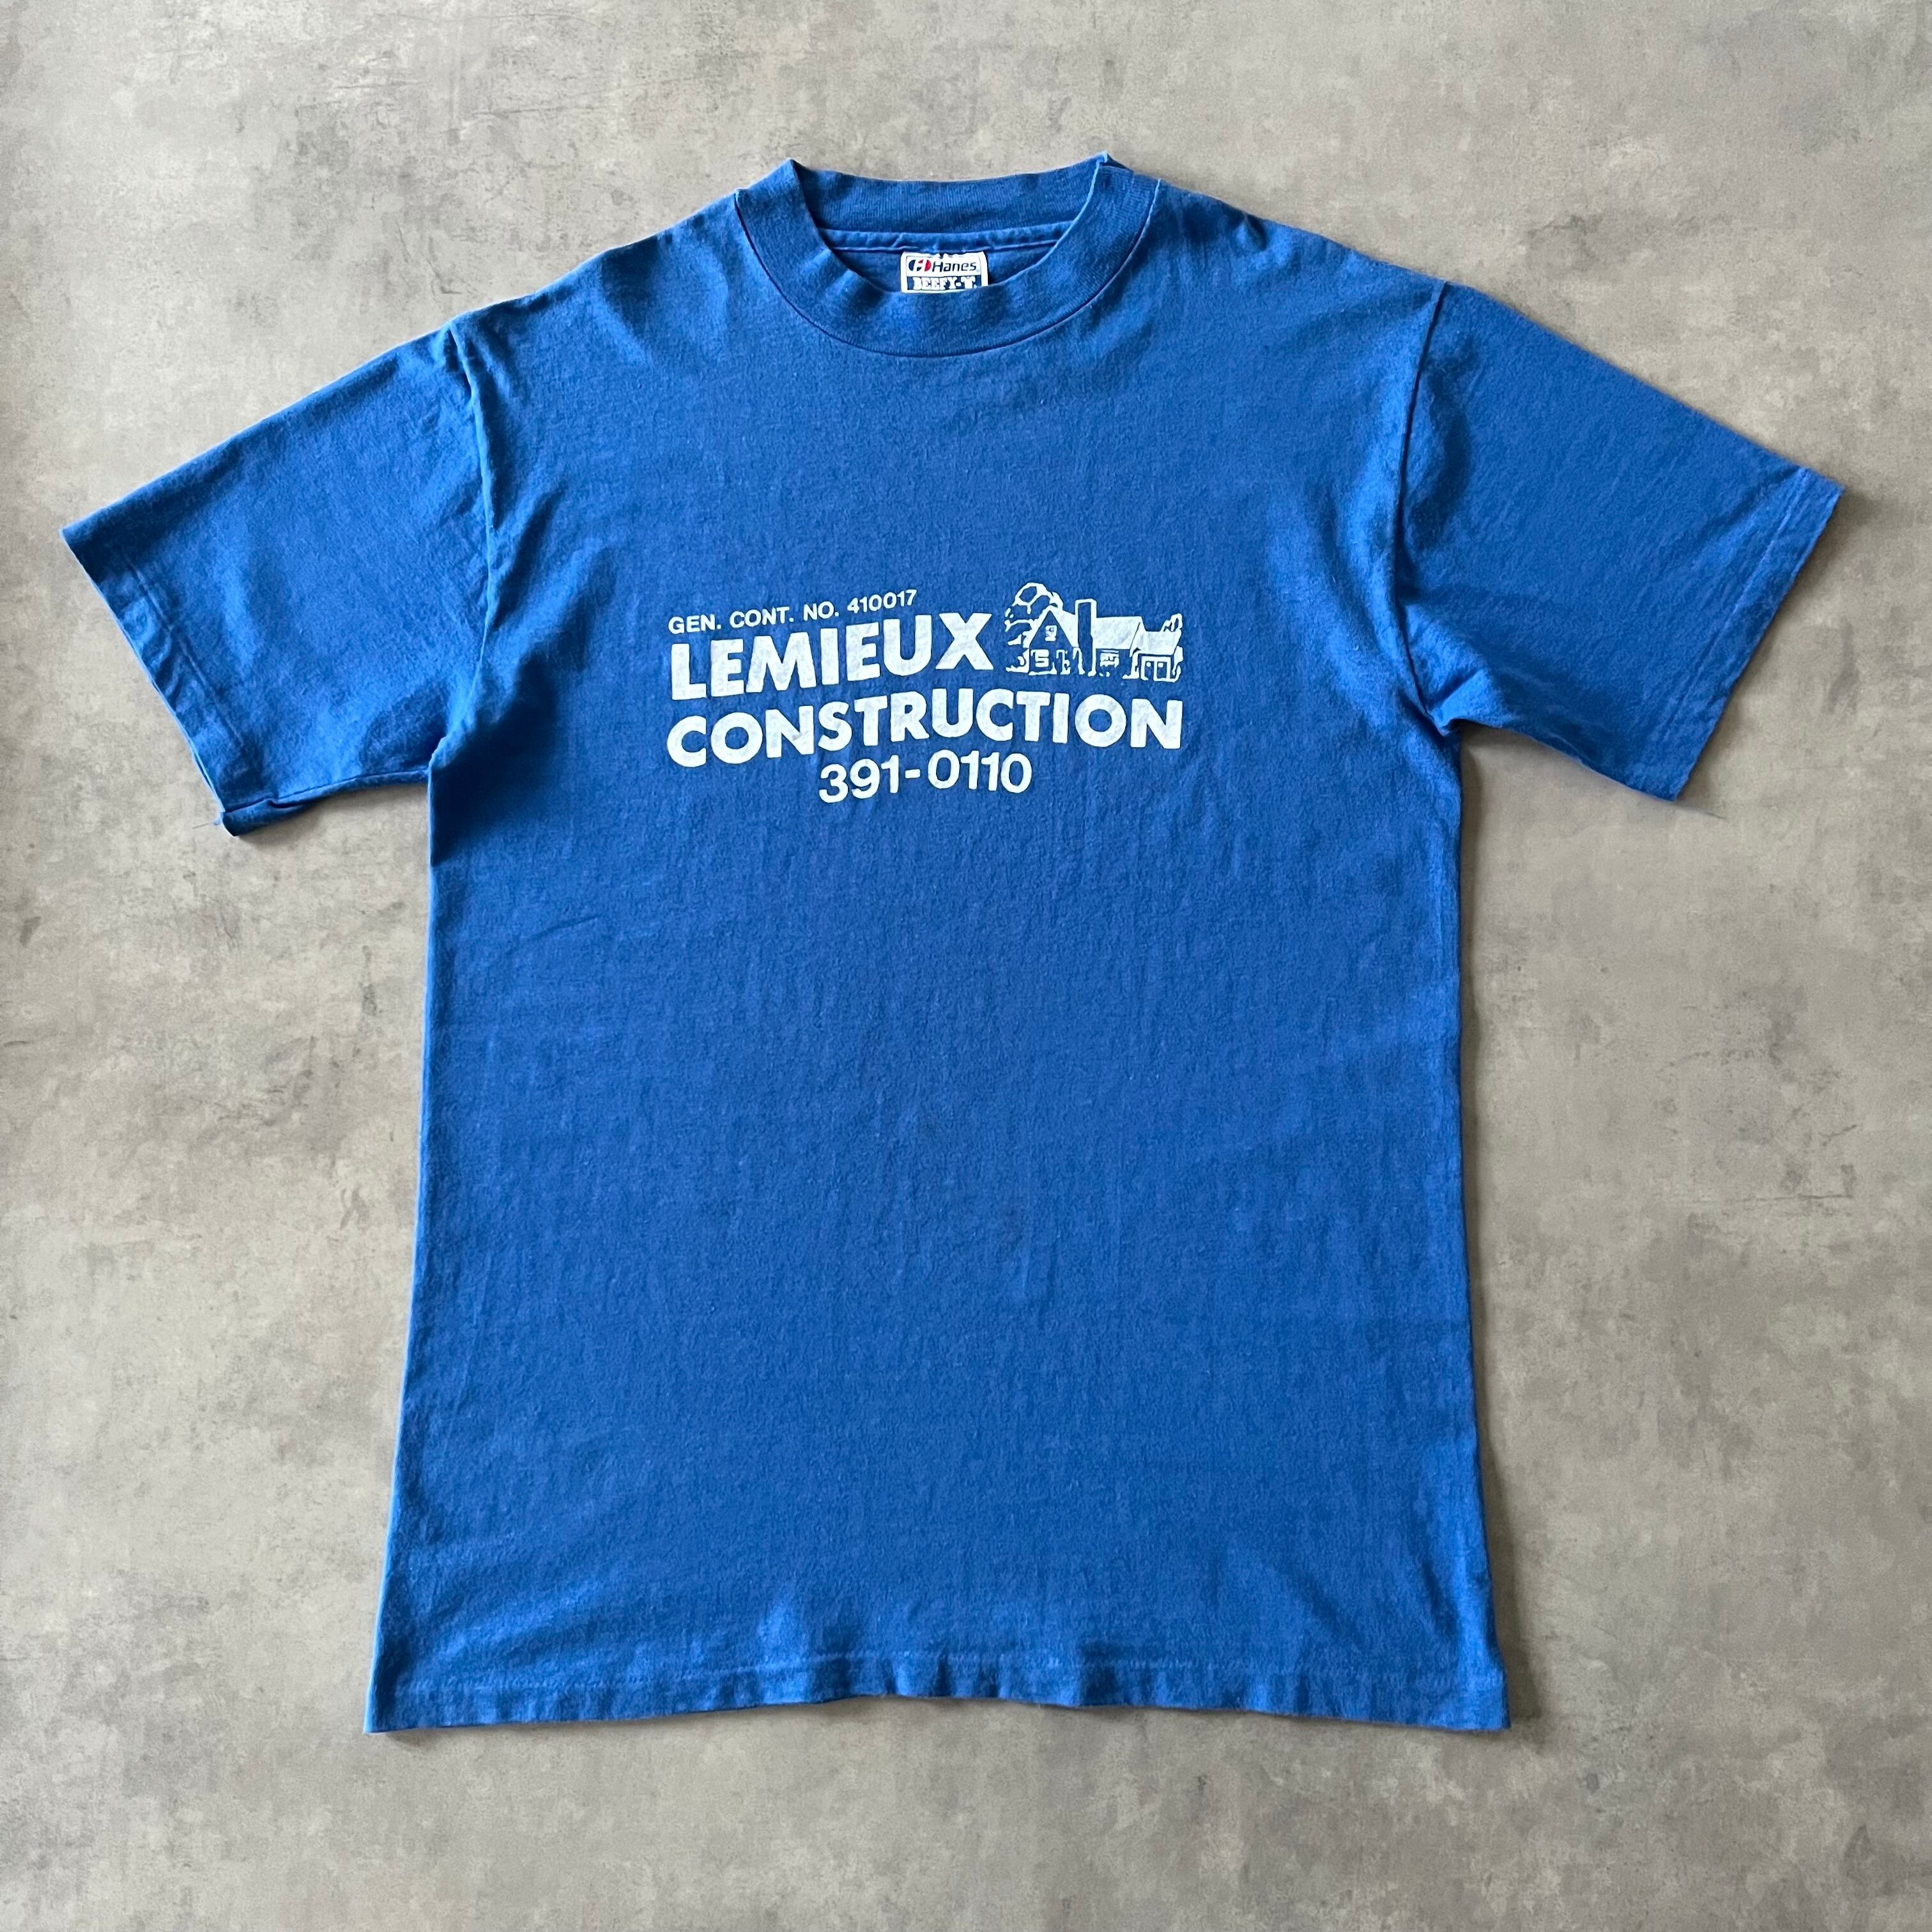 Hanes
BEEFY-T
GEN. CONT. NO. 410017
LEMIEUX
CONSTRUCTION
391-0110